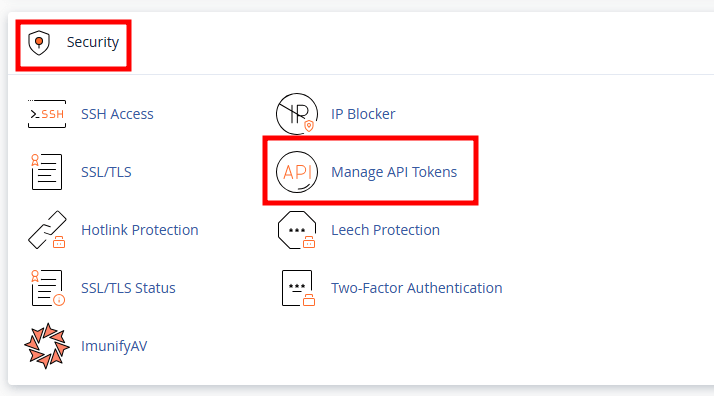 Security
>_SSH SSH Access
IP IP Blocker
SSL/TLS
API Manage API Tokens
Hotlink Protection
Leech Protection
SSL/TLS Status
Two-Factor Authentication
ImunifyAV